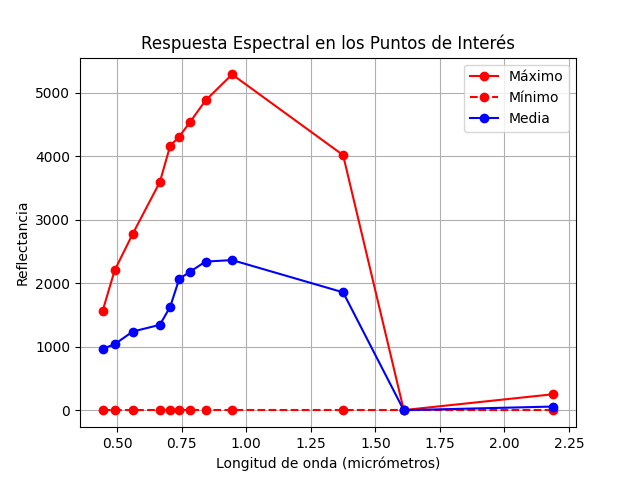 Respuesta Espectral en los Puntos de Interés
Máximo
Mínimo
Media
Reflectancia
5000
4000
3000
2000
1000
0
0.50 0.75 1.00 1.25 1.50 1.75 2.00 2.25
Longitud de onda (micrómetros)